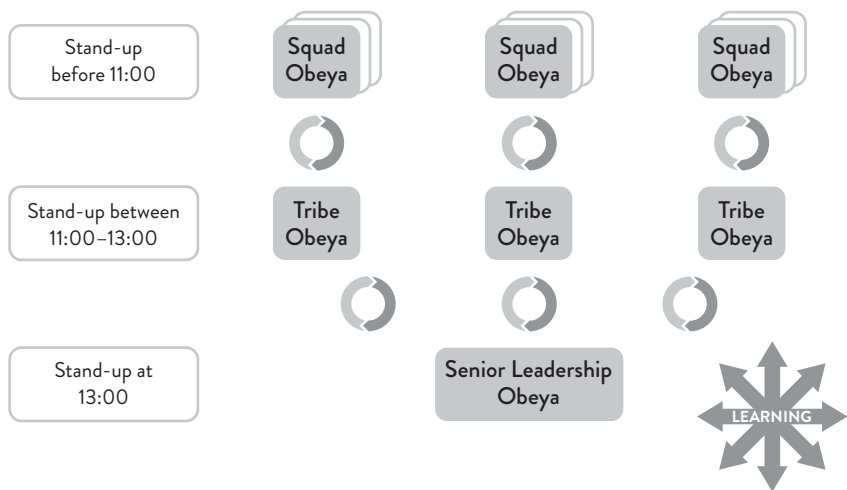 Stand-up
before 11:00
Squad
Obeya
Squad
Obeya
Squad
Obeya
Stand-up between
11:00–13:00
Tribe
Obeya
Tribe
Obeya
Tribe
Obeya
Stand-up at
13:00
Senior Leadership
Obeya
LEARNING